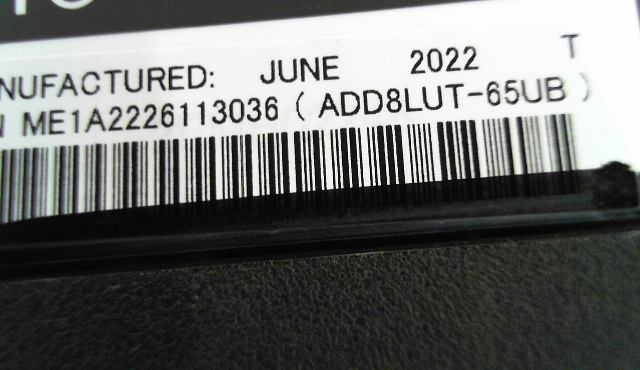 NUFACTURED: JUNE 2022 T
N ME1A2226113036 ( ADD8LUT-65UB )